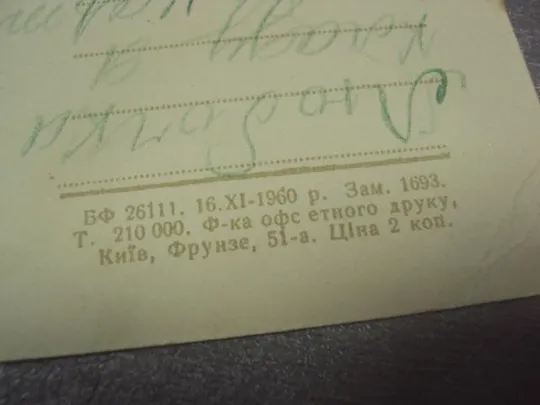 Любочка
БФ 26111. 16.XI-1960 р. Зам. 1693.
Т. 210 000. Ф-ка офс етного друку,
Київ, Фрунзе, 51-а. Ціна 2 коп.